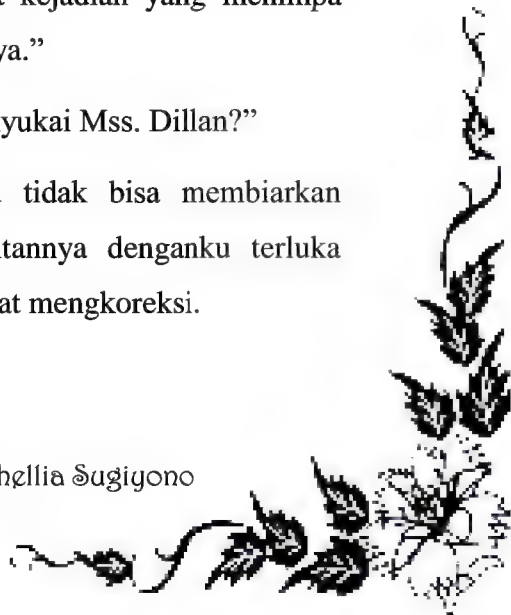 kejadian yang menimpa
ya.”
yukai Mss. Dillan?”
tidak bisa membiarkan
tannya denganku terluka
at mengkoreksi.
hellia Sugiyono